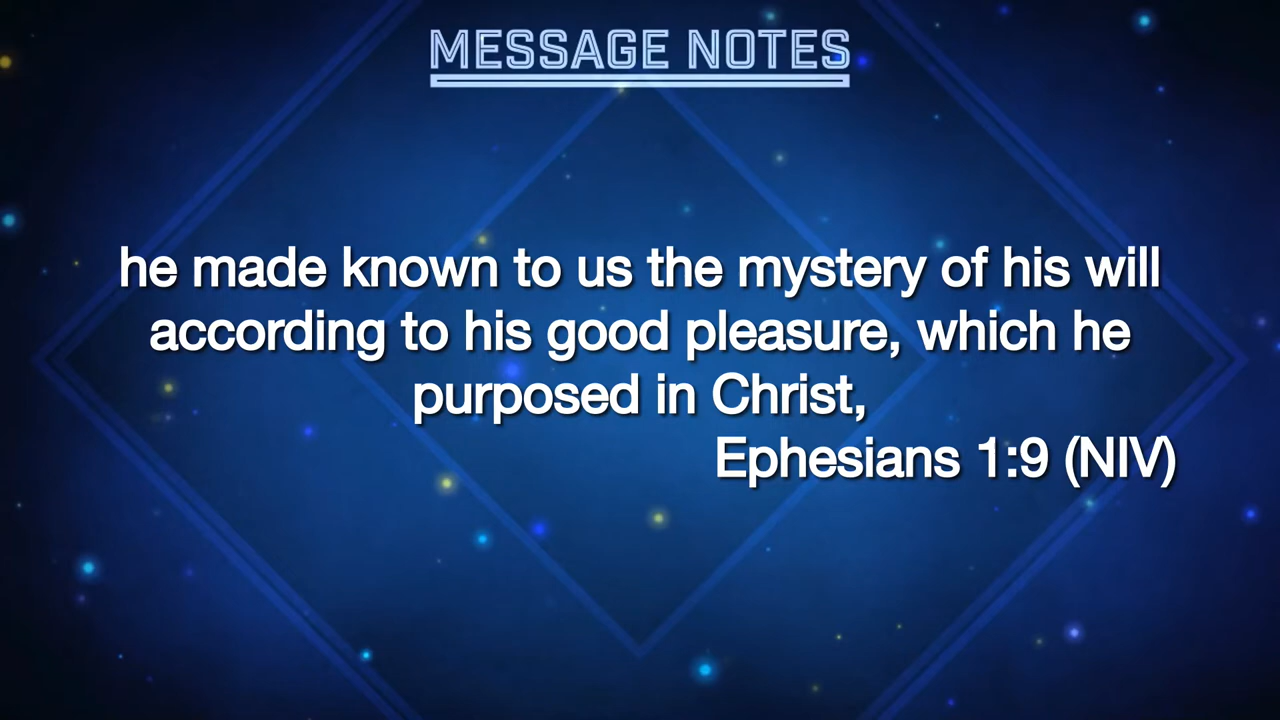 MESSAGE NOTES
he made known to us the mystery of his will
according to his good pleasure, which he
purposed in Christ,
Ephesians 1:9 (NIV)